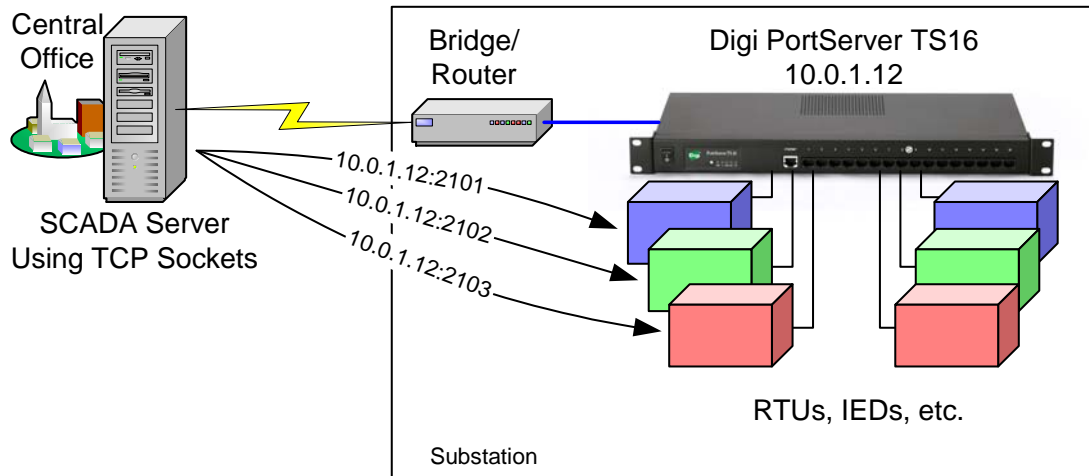 Central
Office
Bridge/
Router
Digi PortServer TS16
10.0.1.12
10.0.1.12:2101
10.0.1.12:2102
10.0.1.12:2103
SCADA Server
Using TCP Sockets
RTUs, IEDs, etc.
Substation